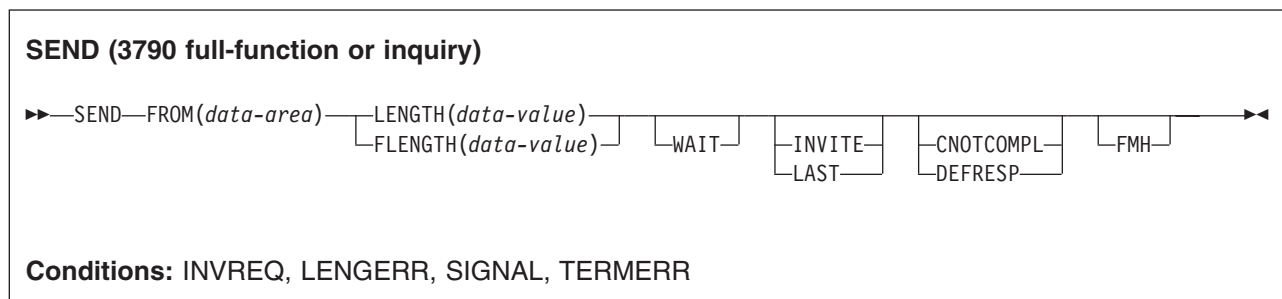 SEND (3790 full-function or inquiry)
SEND FROM(data-area) LENGTH(data-value)
FLENGTH(data-value) WAIT INVITE CNOTCOMPL FMH
LAST DEFRESP
Conditions: INVREQ, LENGERR, SIGNAL, TERMERR